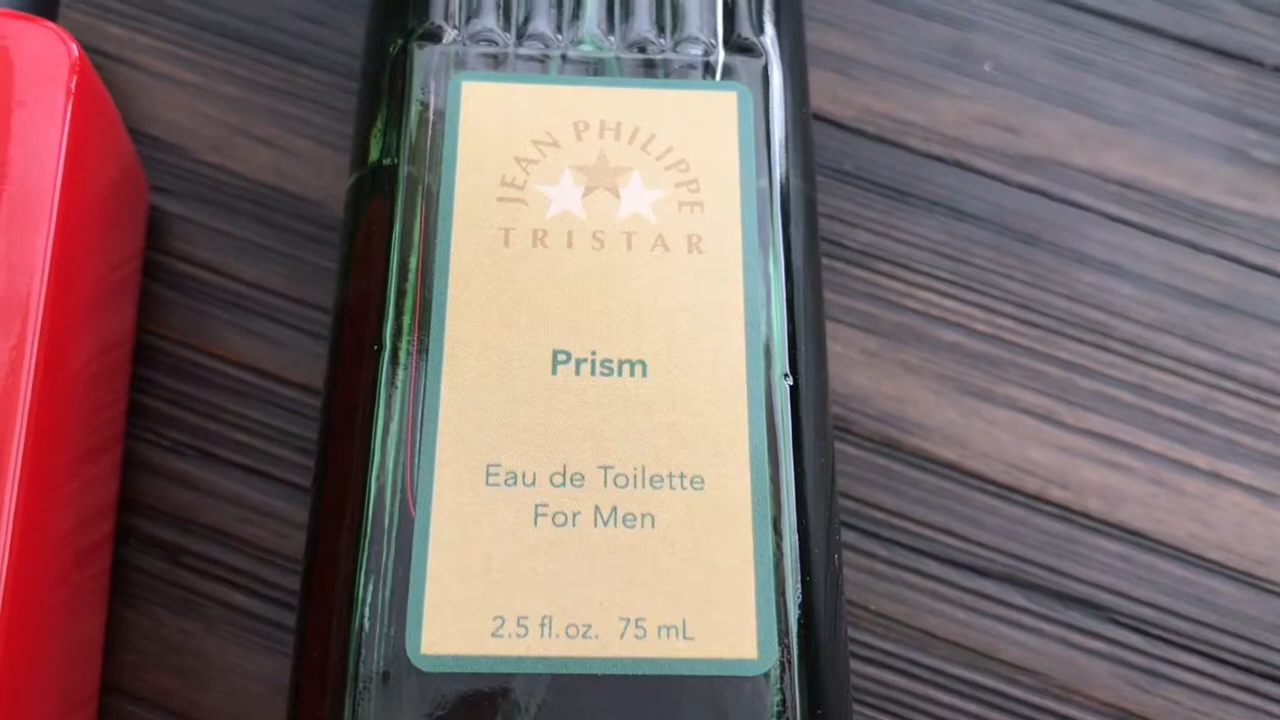 JEAN PHILIPPE
TRISTAR
Prism
Eau de Toilette
For Men
2.5 fl.oz. 75 mL